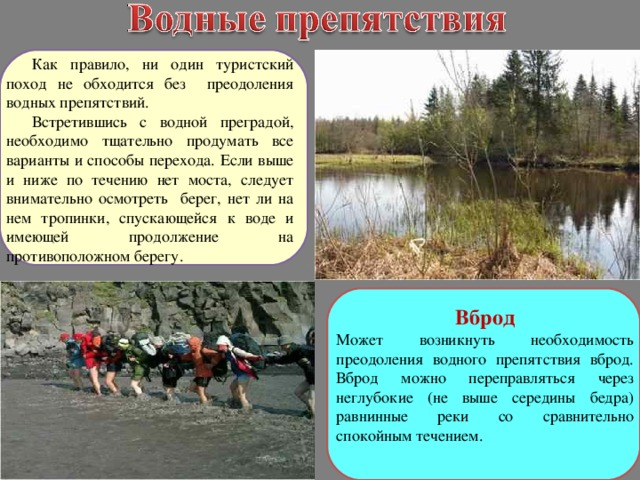 Водные препятствия
Как правило, ни один туристский
поход не обходится без преодоления
водных препятствий.
Встретившись с водной преградой,
необходимо тщательно продумать все
варианты и способы перехода. Если выше
и ниже по течению нет моста, следует
внимательно осмотреть берег, нет ли на
нем тропинки, спускающейся к воде и
имеющей продолжение на
противоположном берегу.
Вброд
Может возникнуть необходимость
преодоления водного препятствия вброд.
Вброд можно переправляться через
неглубокие (не выше середины бедра)
равнинные реки со сравнительно
спокойным течением.